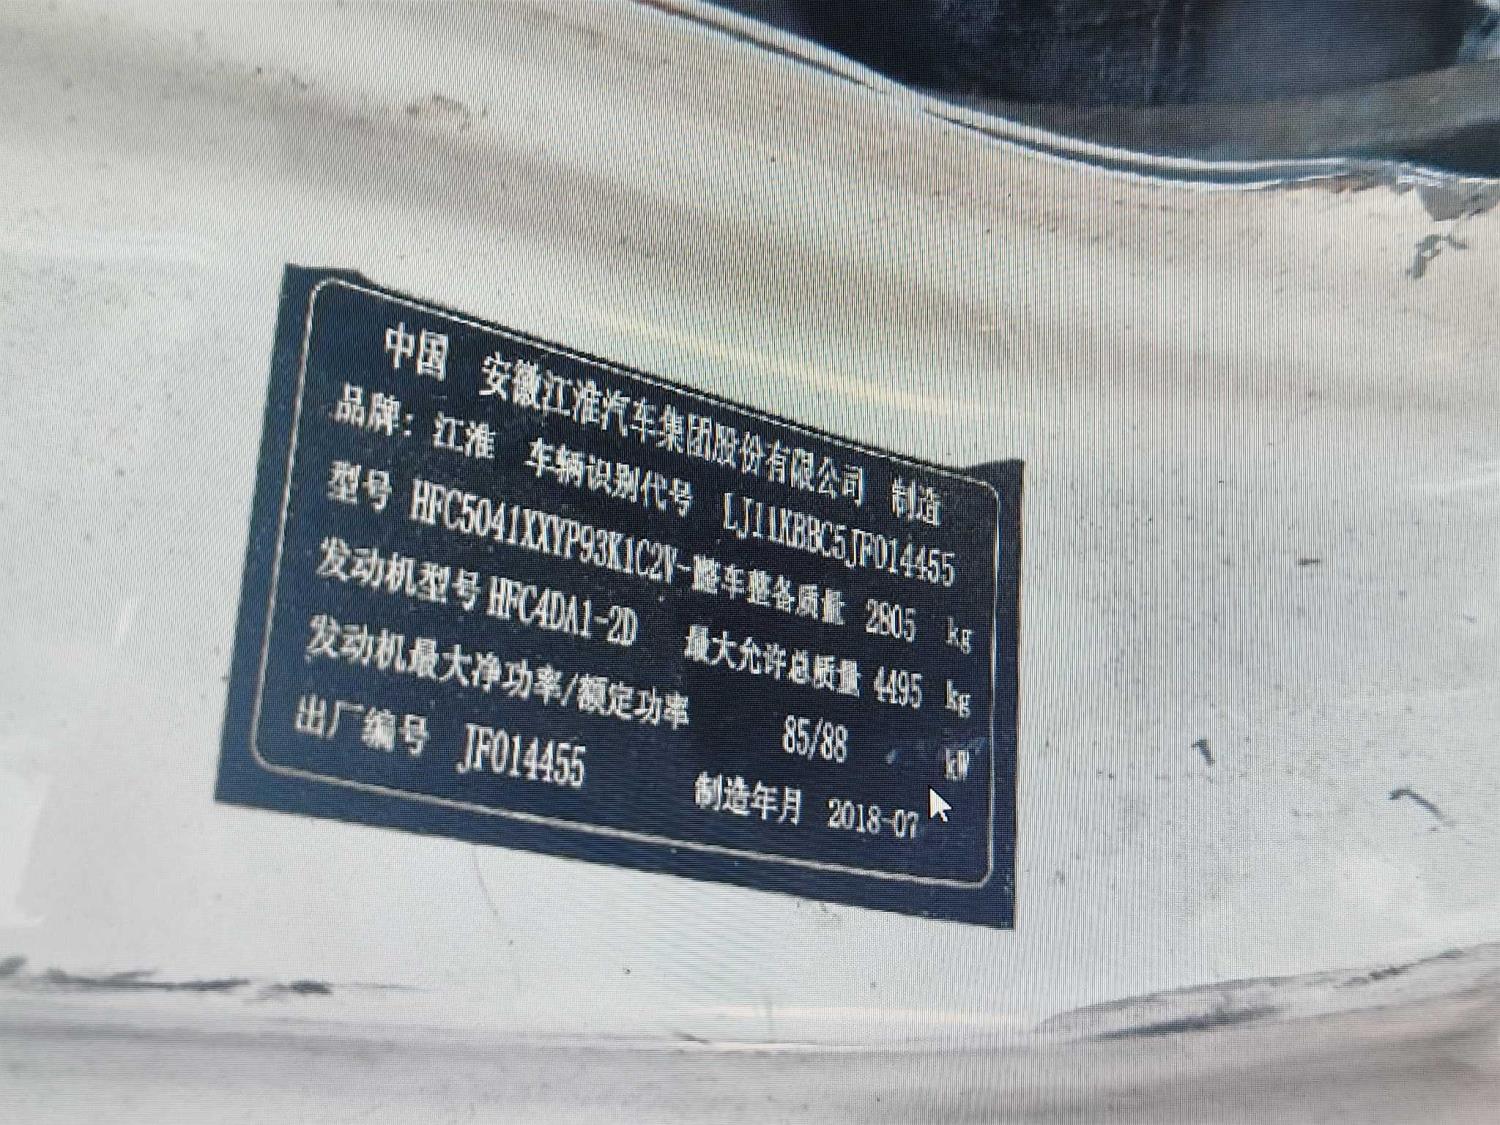 中国 安徽江淮汽车集团股份有限公司 制造
品牌：江淮 车辆识别代号 LJ11KBBC5JF014455
型号 HFC5041XXYP93K1C2V-1 整车整备质量 2805 kg
发动机型号 HFC4DA1-2D 最大允许总质量 4495 kg
发动机最大净功率/额定功率 85/88 kW
出厂编号 JF014455 制造年月 2018-07